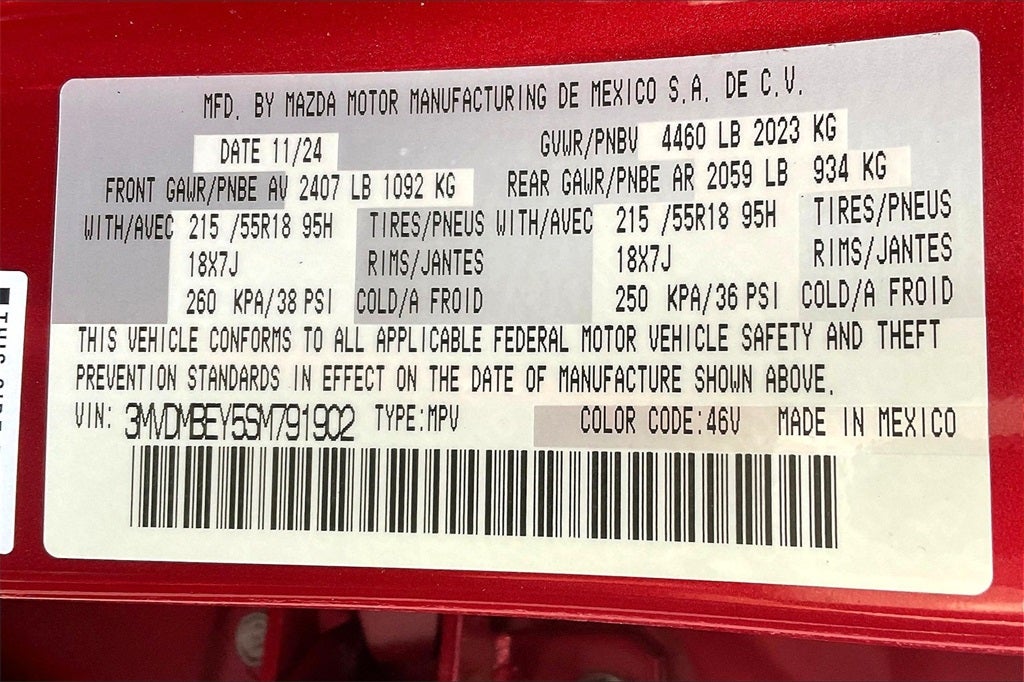 MFD. BY MAZDA MOTOR MANUFACTURING DE MEXICO S.A. DE C.V.
DATE 11/24 GVWR/PNBV 4460 LB 2023 KG
FRONT GAWR/PNBE AV 2407 LB 1092 KG REAR GAWR/PNBE AR 2059 LB 934 KG
WITH/AVEC 215 /55R18 95H TIRES/PNEUS WITH/AVEC 215 /55R18 95H TIRES/PNEUS
18X7J RIMS/JANTES 18X7J RIMS/JANTES
260 KPA/38 PSI COLD/A FROID 250 KPA/36 PSI COLD/A FROID
THIS VEHICLE CONFORMS TO ALL APPLICABLE FEDERAL MOTOR VEHICLE SAFETY AND THEFT
PREVENTION STANDARDS IN EFFECT ON THE DATE OF MANUFACTURE SHOWN ABOVE.
VIN: 3MVDMBEY5SM791902 TYPE:MPV COLOR CODE:46V MADE IN MEXICO